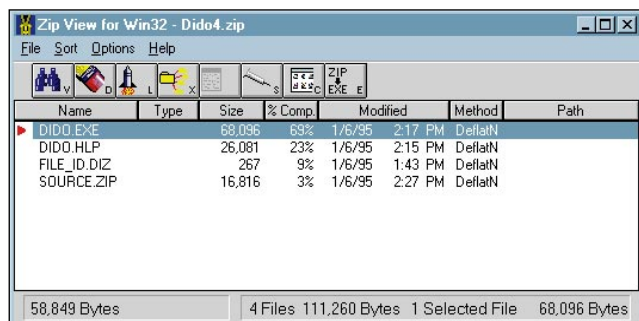 Zip View for Win32 - Dido4.zip
File Sort Options Help
V D L X S C ZIP EXE E
Name Type Size % Comp. Modified Method Path
DIDO.EXE 68,096 69% 1/6/95 2:17 PM DeflatN
DIDO.HLP 26,081 23% 1/6/95 2:15 PM DeflatN
FILE_ID.DIZ 267 9% 1/6/95 1:43 PM DeflatN
SOURCE.ZIP 16,816 3% 1/6/95 2:27 PM DeflatN
58,849 Bytes 4 Files 111,260 Bytes 1 Selected File 68,096 Bytes